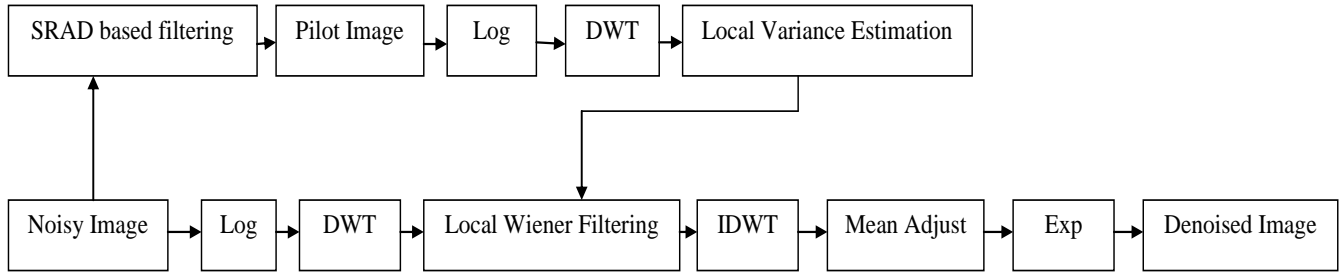 SRAD based filtering
Pilot Image
Log
DWT
Local Variance Estimation
Noisy Image
Log
DWT
Local Wiener Filtering
IDWT
Mean Adjust
Exp
Denoised Image